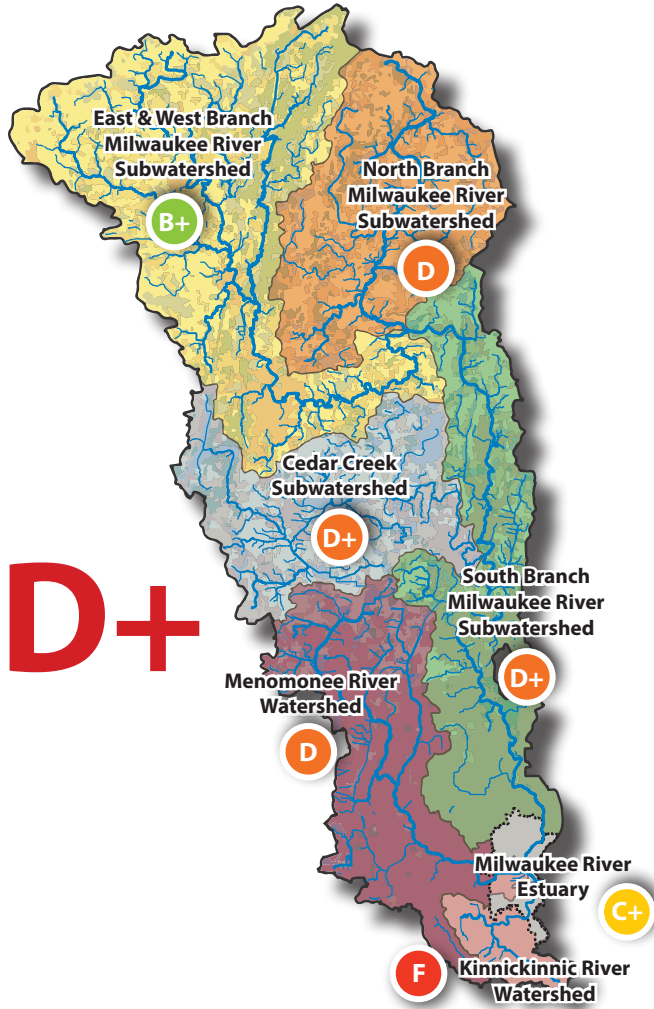 East & West Branch
Milwaukee River
Subwatershed
B+
North Branch
Milwaukee River
Subwatershed
D
Cedar Creek
Subwatershed
D+
D+
South Branch
Milwaukee River
Subwatershed
D+
Menomonee River
Watershed
D
Milwaukee River
Estuary
C+
F
Kinnickinnic River
Watershed